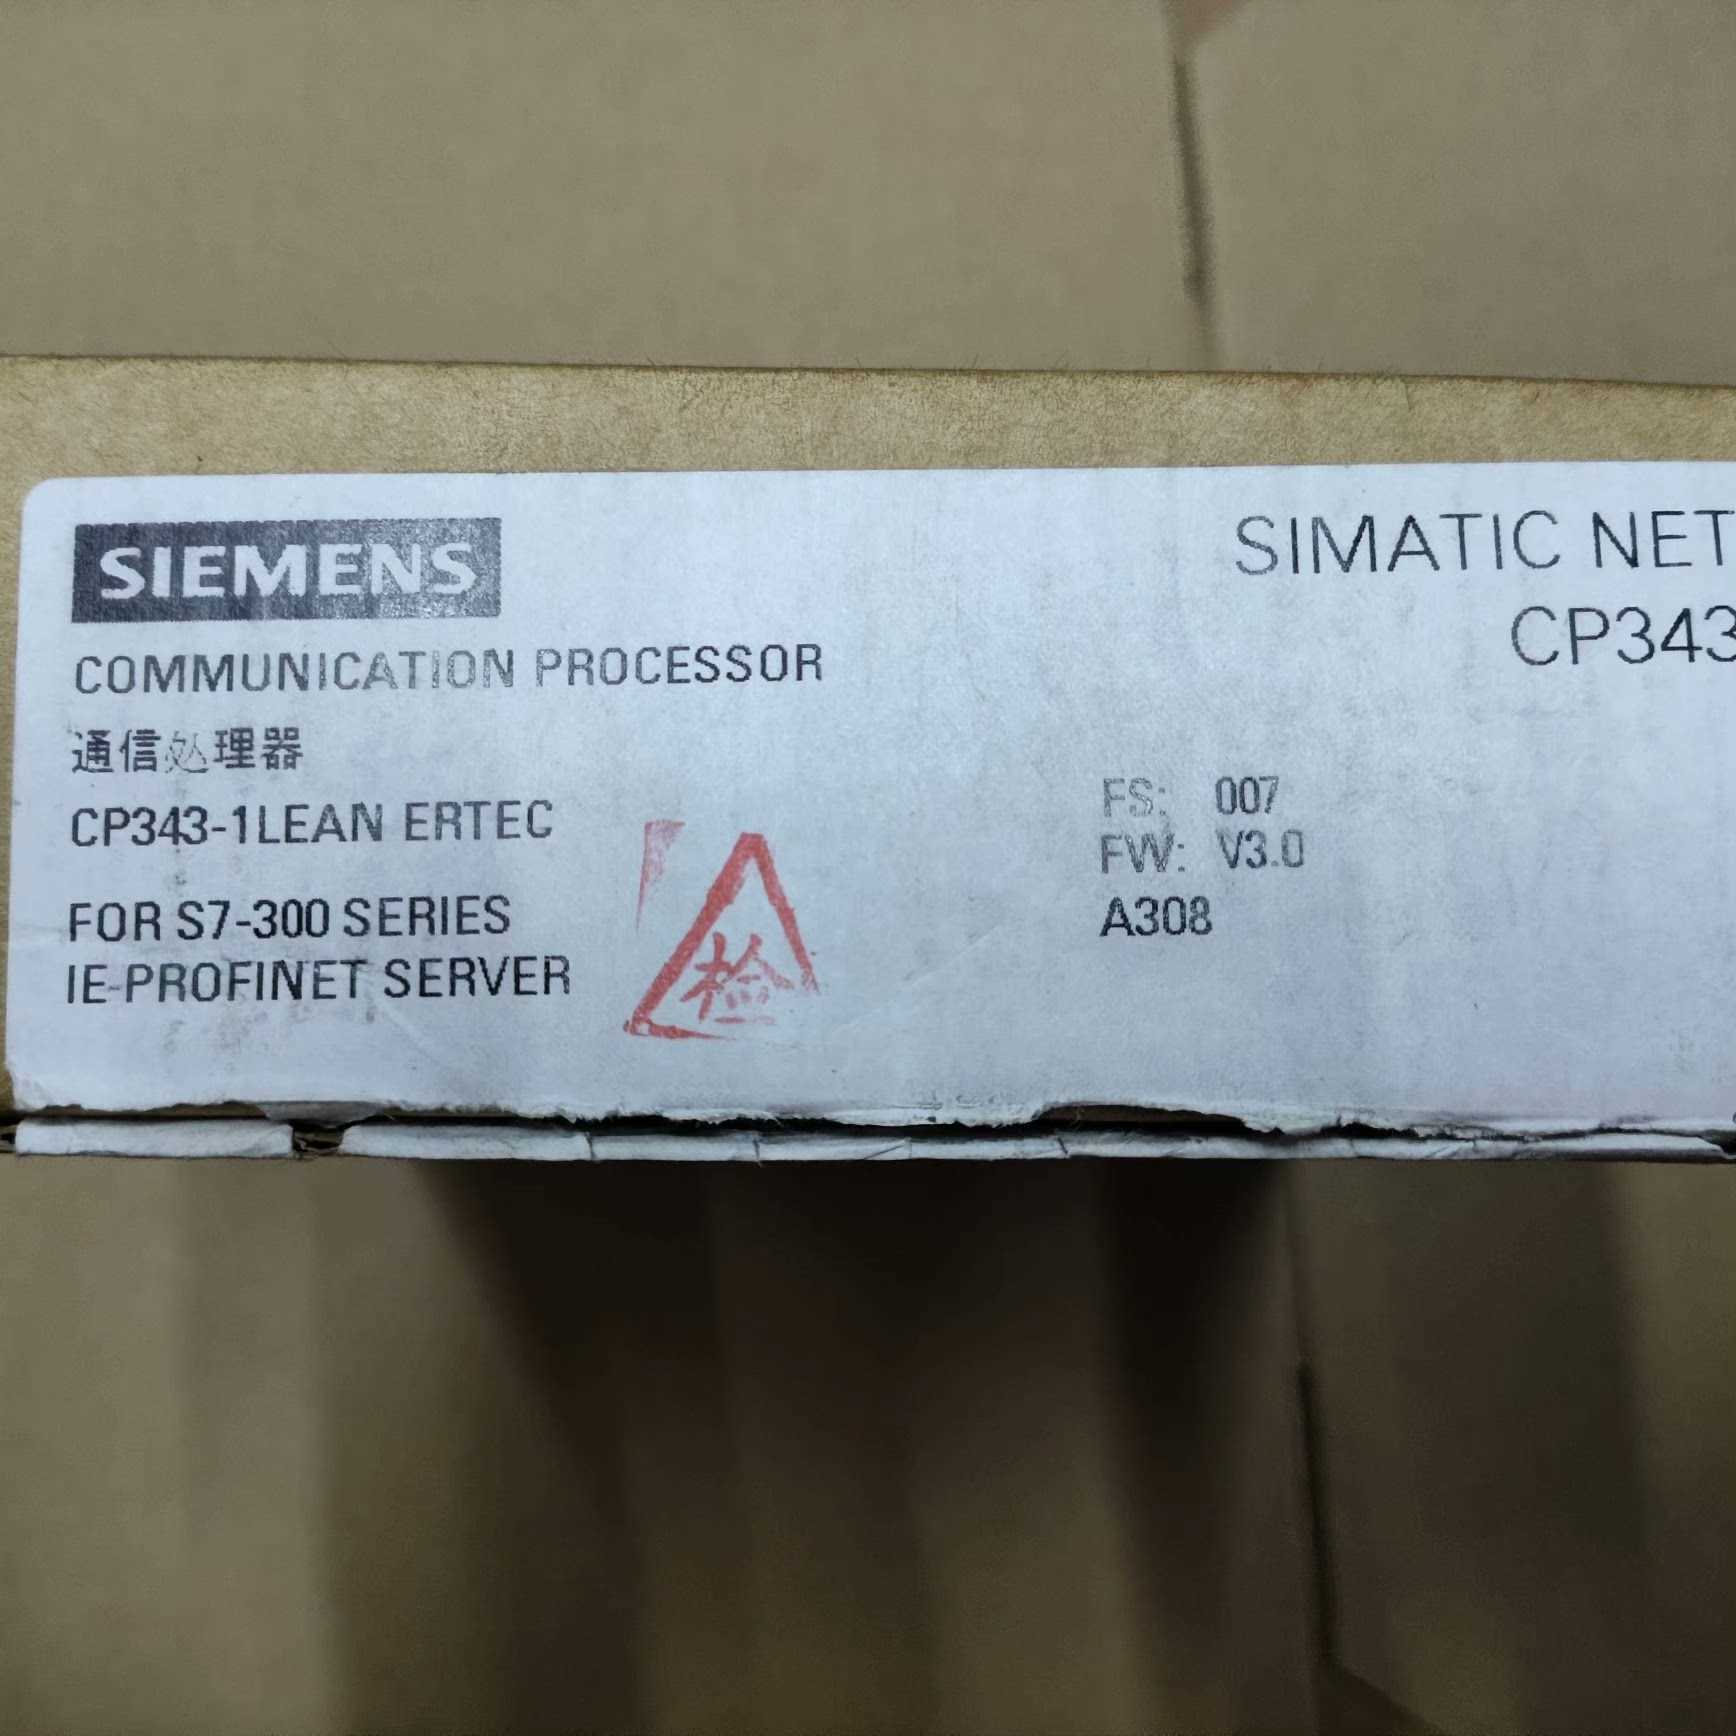 SIEMENS
SIMATIC NET
CP343
COMMUNICATION PROCESSOR
通信处理器
CP343-1LEAN ERTEC
FOR S7-300 SERIES
IE-PROFINET SERVER
FS: 007
FW: V3.0
A308
检